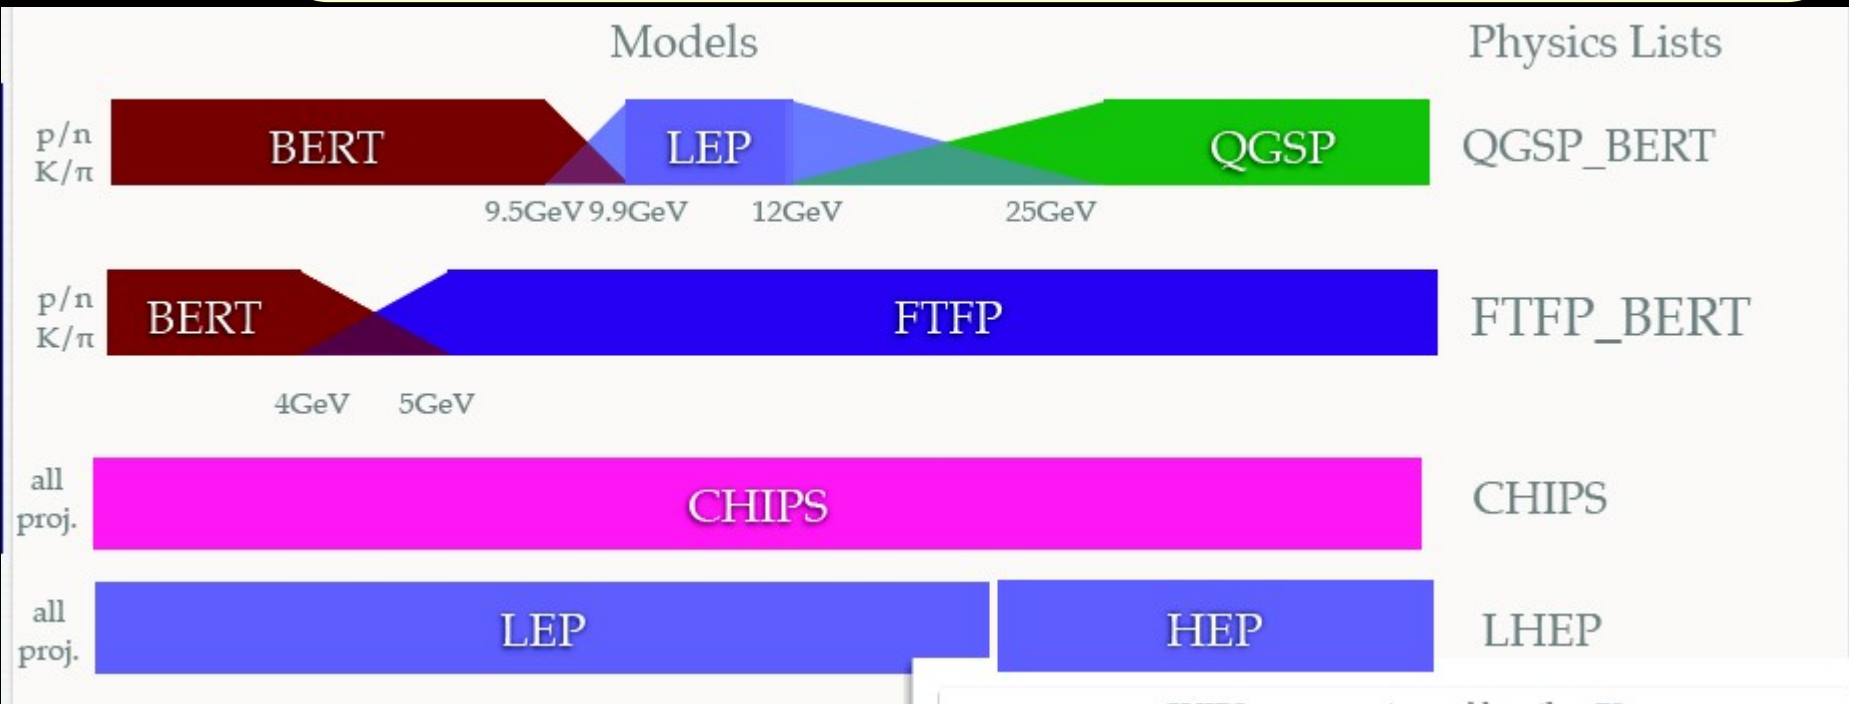 Models
Physics Lists
p/n
K/π
BERT
LEP
QGSP
QGSP_BERT
9.5GeV 9.9GeV 12GeV 25GeV
p/n
K/π
BERT
FTFP
FTFP_BERT
4GeV 5GeV
all
proj.
CHIPS
CHIPS
all
proj.
LEP
HEP
LHEP